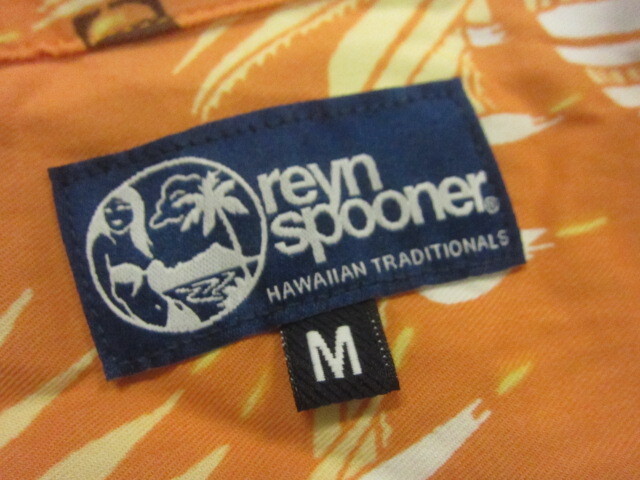 reyn
spooner®
HAWAIIAN TRADITIONALS
M